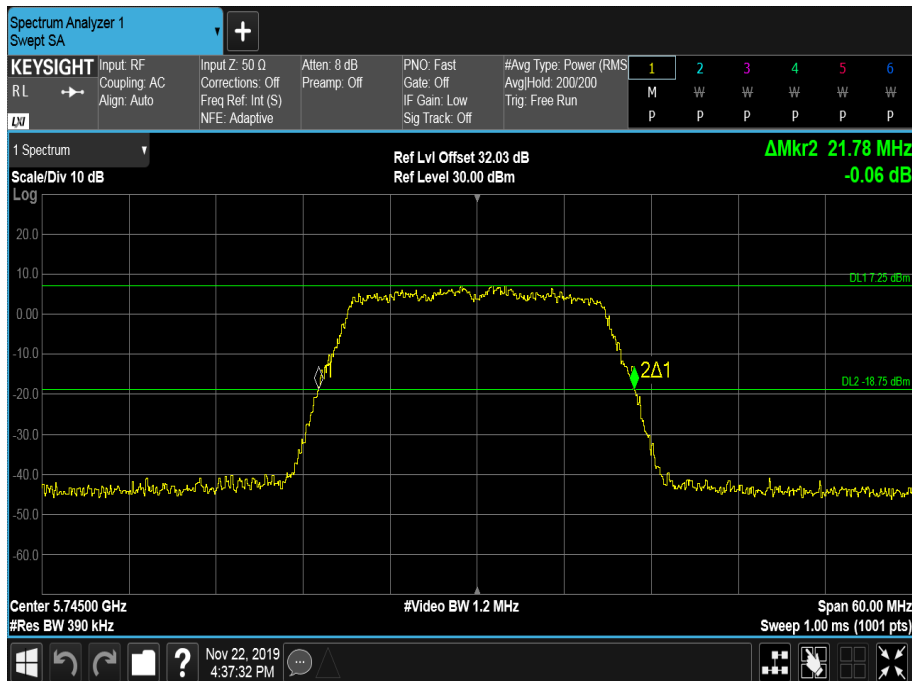 Spectrum Analyzer 1
Swept SA
+
KEYSIGHT
RL
LXI
Input: RF
Coupling: AC
Align: Auto
Input Z: 50 Ω
Corrections: Off
Freq Ref: Int (S)
NFE: Adaptive
Atten: 8 dB
Preamp: Off
PNO: Fast
Gate: Off
IF Gain: Low
Sig Track: Off
#Avg Type: Power (RMS
Avg|Hold: 200/200
Trig: Free Run
1 2 3 4 5 6
M W W W W W
P P P P P P
1 Spectrum
Scale/Div 10 dB
Log
Ref Lvl Offset 32.03 dB
Ref Level 30.00 dBm
ΔMkr2 21.78 MHz
-0.06 dB
20.0
10.0
DL1 7.25 dBm
0.00
-10.0
1
2Δ1
DL2 -18.75 dBm
-20.0
-30.0
-40.0
-50.0
-60.0
Center 5.74500 GHz
#Video BW 1.2 MHz
Span 60.00 MHz
#Res BW 390 kHz
Sweep 1.00 ms (1001 pts)
?
Nov 22, 2019
4:37:32 PM